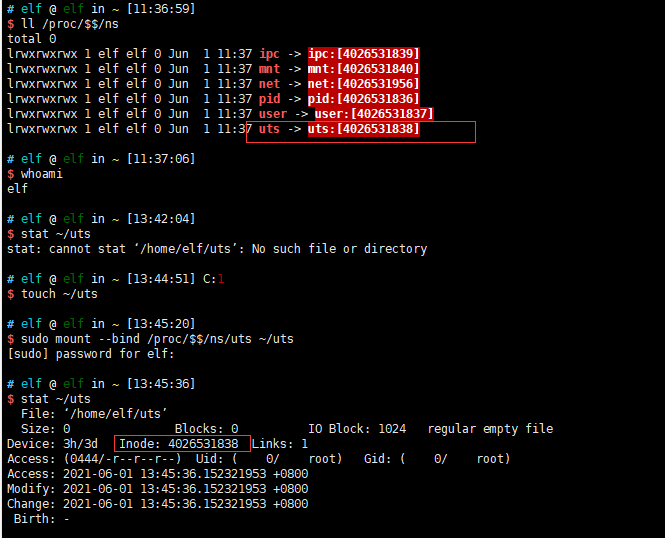 # elf @ elf in ~ [11:36:59]
$ ll /proc/$$/ns
total 0
lrwxrwxrwx 1 elf elf 0 Jun  1 11:37 ipc -> ipc:[4026531839]
lrwxrwxrwx 1 elf elf 0 Jun  1 11:37 mnt -> mnt:[4026531840]
lrwxrwxrwx 1 elf elf 0 Jun  1 11:37 net -> net:[4026531956]
lrwxrwxrwx 1 elf elf 0 Jun  1 11:37 pid -> pid:[4026531836]
lrwxrwxrwx 1 elf elf 0 Jun  1 11:37 user -> user:[4026531837]
lrwxrwxrwx 1 elf elf 0 Jun  1 11:37 uts -> uts:[4026531838]
# elf @ elf in ~ [11:37:06]
$ whoami
elf
# elf @ elf in ~ [13:42:04]
$ stat ~/uts
stat: cannot stat ‘/home/elf/uts’: No such file or directory
# elf @ elf in ~ [13:44:51] C:1
$ touch ~/uts
# elf @ elf in ~ [13:45:20]
$ sudo mount --bind /proc/$$/ns/uts ~/uts
[sudo] password for elf:
# elf @ elf in ~ [13:45:36]
$ stat ~/uts
  File: ‘/home/elf/uts’
  Size: 0               Blocks: 0          IO Block: 1024   regular empty file
Device: 3h/3d   Inode: 4026531838  Links: 1
Access: (0444/-r--r--r--)  Uid: (    0/    root)   Gid: (    0/    root)
Access: 2021-06-01 13:45:36.152321953 +0800
Modify: 2021-06-01 13:45:36.152321953 +0800
Change: 2021-06-01 13:45:36.152321953 +0800
 Birth: -